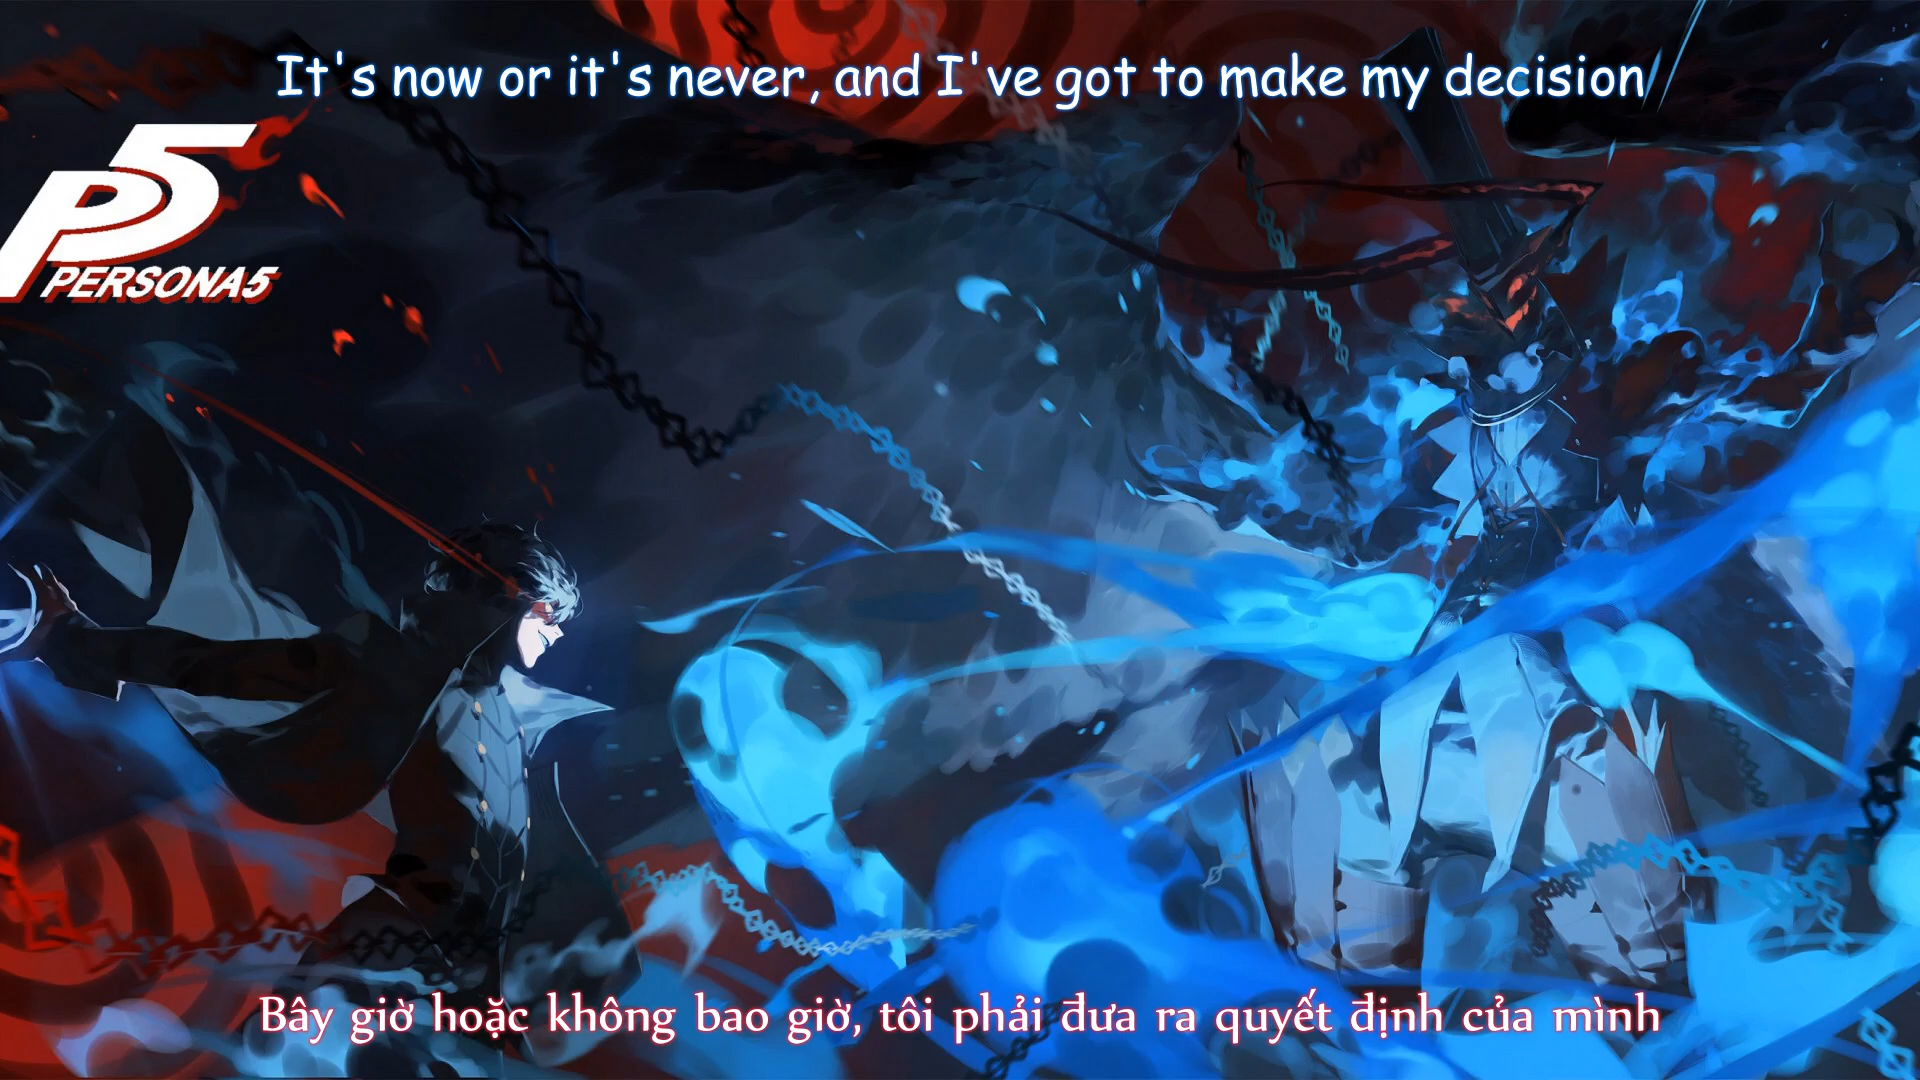 It's now or it's never, and I've got to make my decision
P5
PERSONA5
Bây giờ hoặc không bao giờ, tôi phải đưa ra quyết định của mình